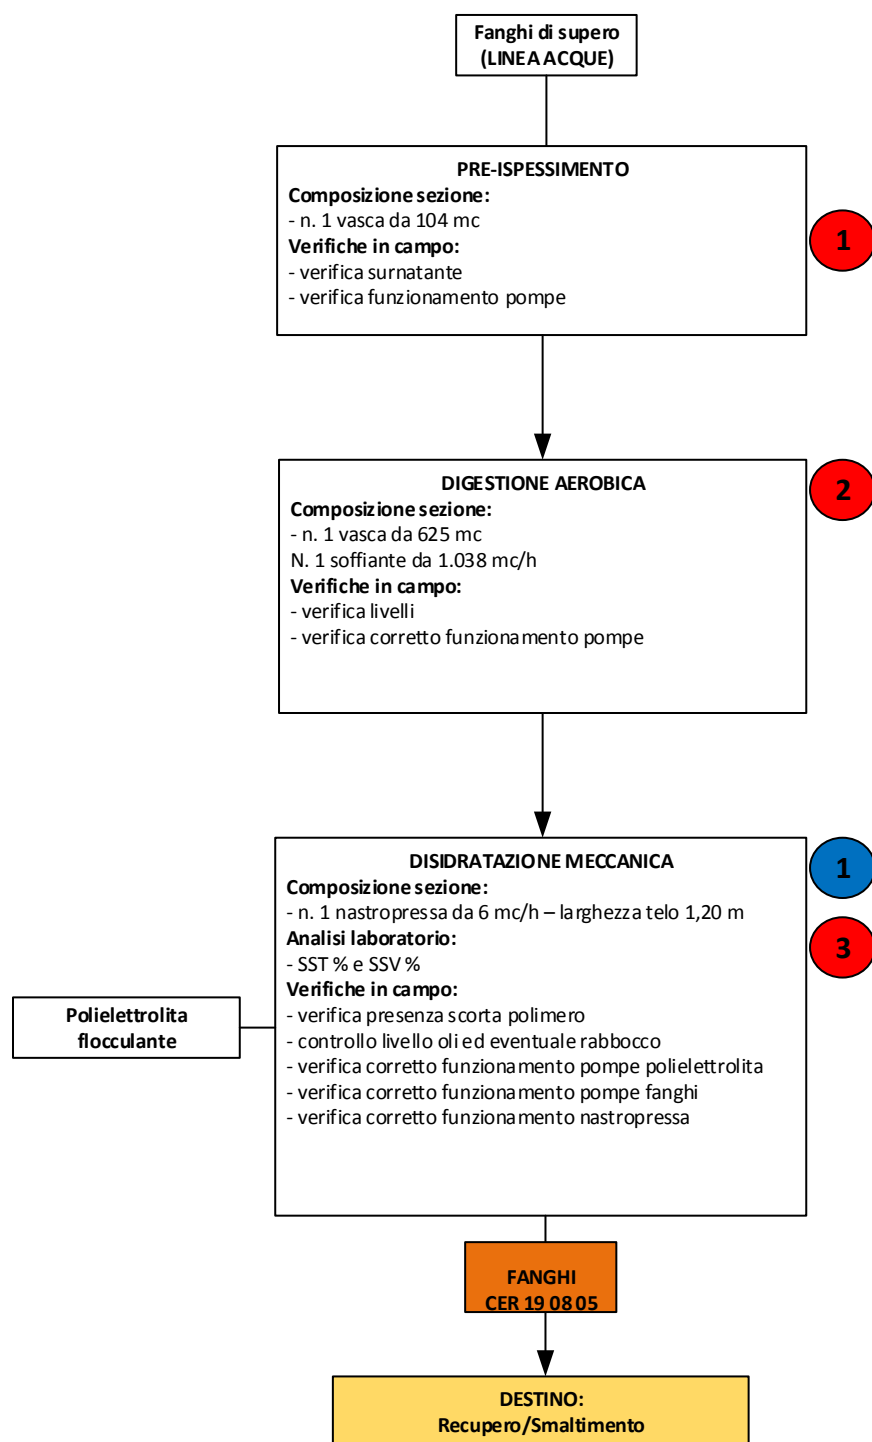 Fanghi di supero
(LINEA ACQUE)
PRE-ISPESSIMENTO
Composizione sezione:
- n. 1 vasca da 104 mc
Verifiche in campo:
- verifica surnatante
- verifica funzionamento pompe
1
DIGESTIONE AEROBICA
Composizione sezione:
- n. 1 vasca da 625 mc
N. 1 soffiante da 1.038 mc/h
Verifiche in campo:
- verifica livelli
- verifica corretto funzionamento pompe
2
DISIDRATAZIONE MECCANICA
Composizione sezione:
- n. 1 nastropressa da 6 mc/h – larghezza telo 1,20 m
Analisi laboratorio:
- SST % e SSV %
Verifiche in campo:
- verifica presenza scorta polimero
- controllo livello oli ed eventuale rabbocco
- verifica corretto funzionamento pompe polielettrolita
- verifica corretto funzionamento pompe fanghi
- verifica corretto funzionamento nastropressa
1
3
Polielettrolita
flocculante
FANGHI
CER 19 08 05
DESTINO:
Recupero/Smaltimento